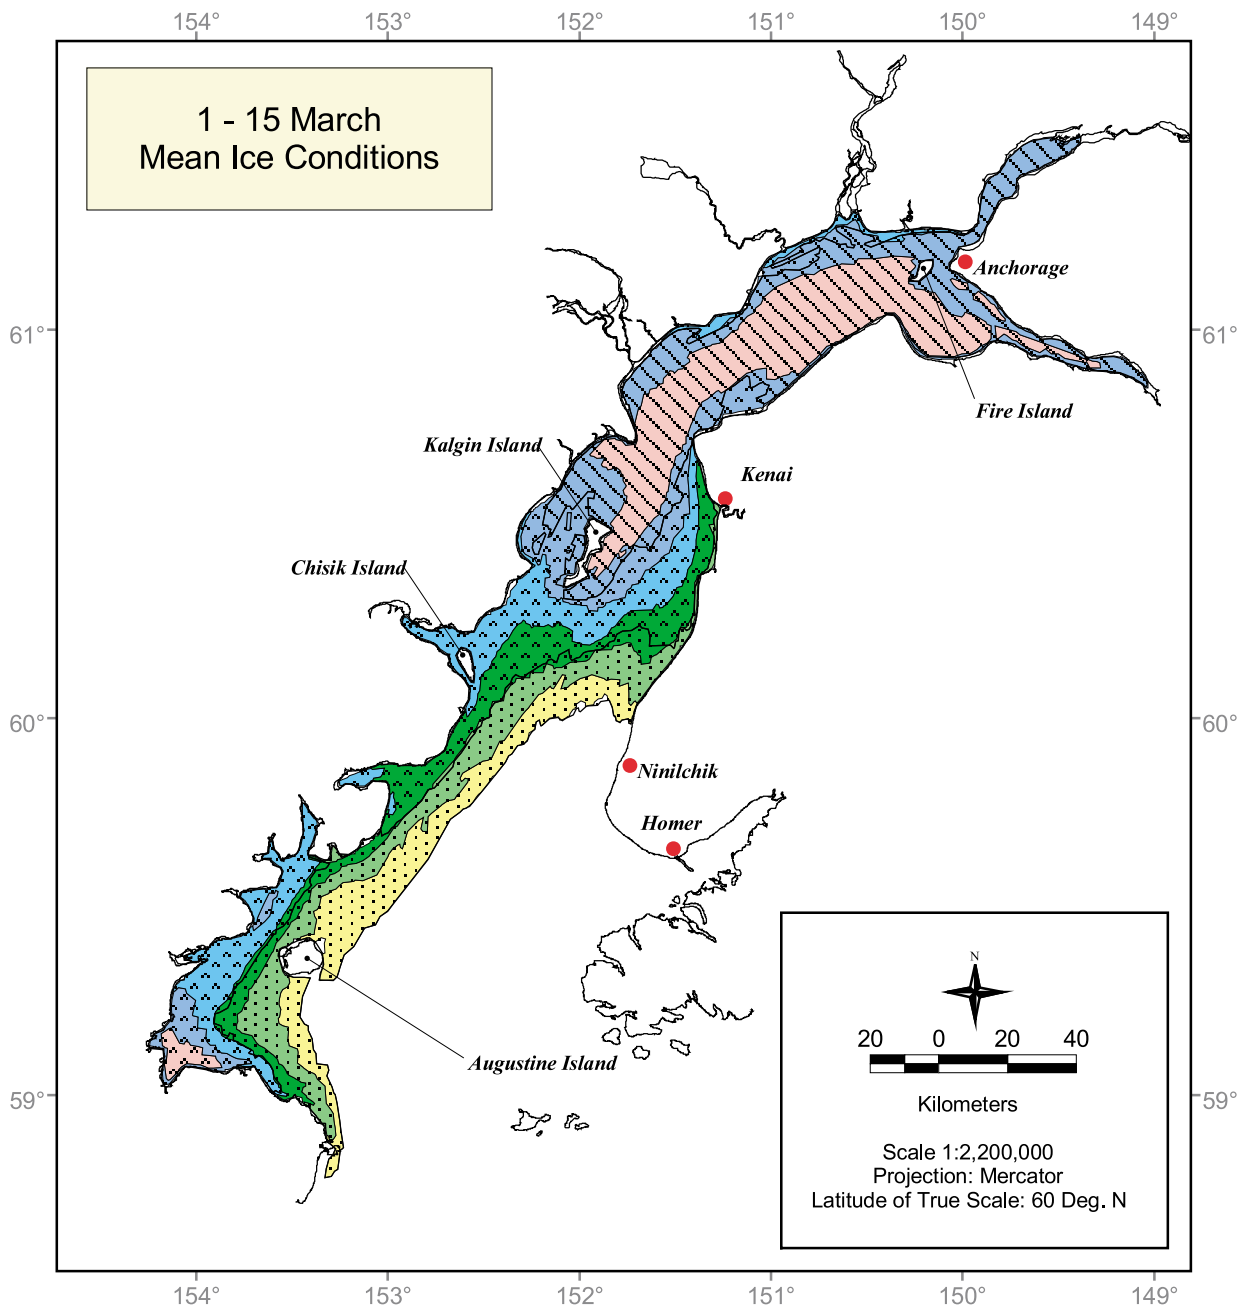 154° 153° 152° 151° 150° 149°
1 - 15 March
Mean Ice Conditions
Anchorage
61° 61°
Fire Island
Kalgin Island
Kenai
Chisik Island
60° 60°
Ninilchik
Homer
N
20 0 20 40
Augustine Island
59° 59°
Kilometers
Scale 1:2,200,000
Projection: Mercator
Latitude of True Scale: 60 Deg. N
154° 153° 152° 151° 150° 149°